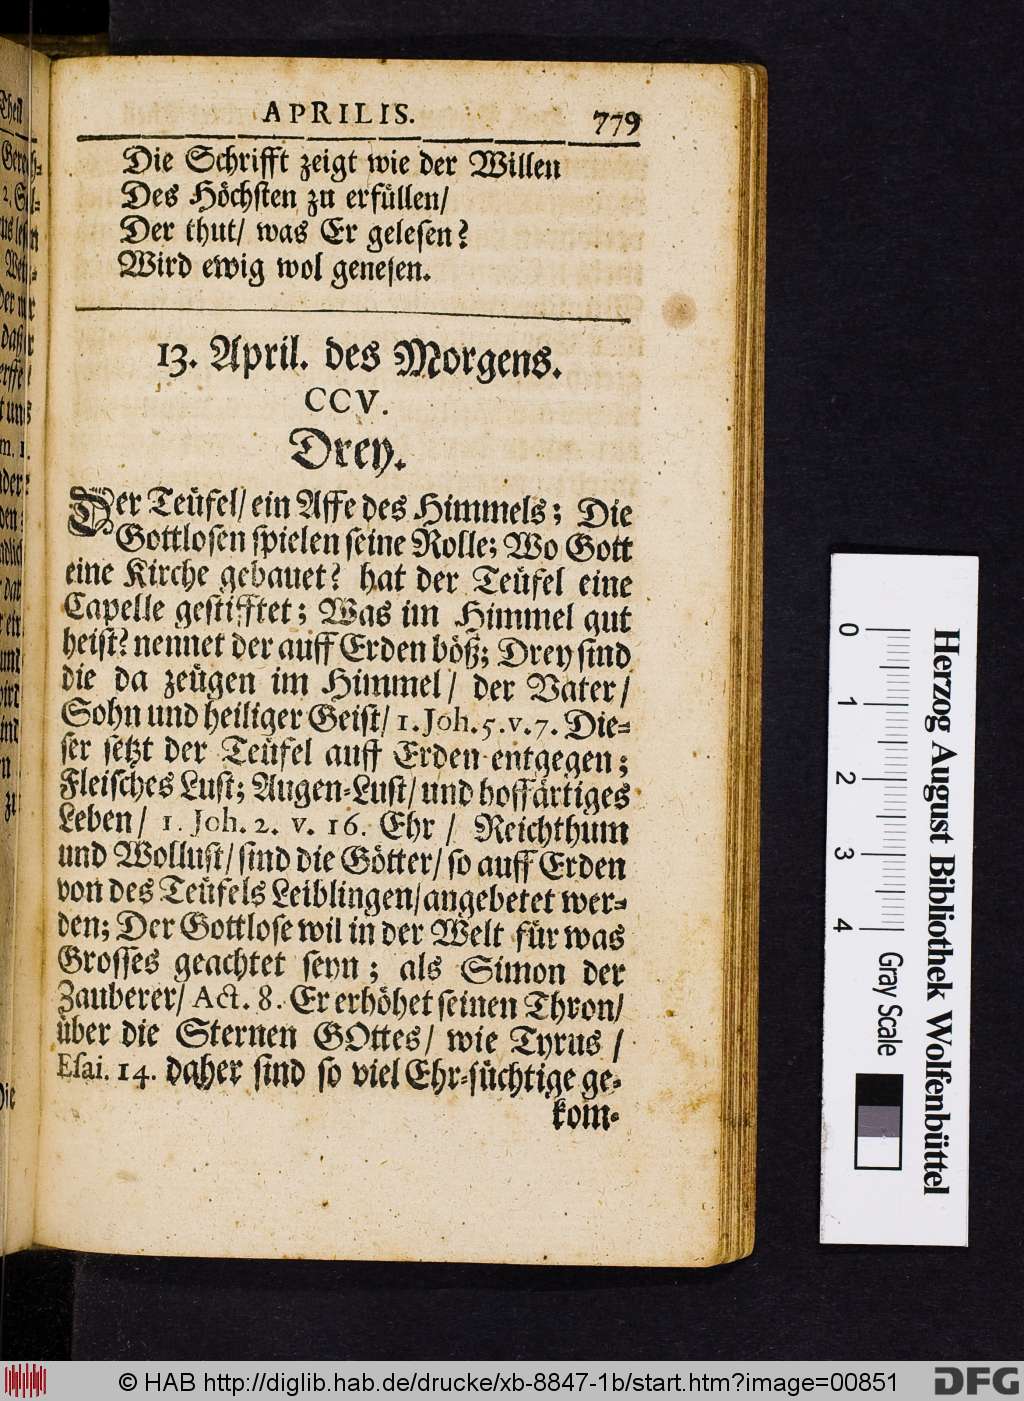 APRILIS. 779
Die Schrifft zeigt wie der Willen
Des Höchsten zu erfüllen/
Der thut/ was Er gelesen?
Wird ewig wol genesen.
13. April. des Morgens.
CCV.
Drey.
Der Teüfel/ ein Affe des Himmels; Die
Gottlosen spielen seine Rolle; Wo Gott
eine Kirche gebauet? hat der Teüfel eine
Capelle gestifftet; Was im Himmel gut
heist? nennet der auff Erden böß; Drey sind
die da zeügen im Himmel/ der Vater/
Sohn und heiliger Geist/ 1. Joh. 5. v. 7. Die=
ser setzt der Teüfel auff Erden entgegen;
Fleisches Lust; Augen=Lust/ und hoffärtiges
Leben/ 1. Joh. 2. v. 16. Ehr/ Reichthum
und Wollust/ sind die Götter/ so auff Erden
von des Teüfels Leiblingen/ angebetet wer=
den; Der Gottlose wil in der Welt für was
Grosses geachtet seyn; als Simon der
Zauberer/ Act. 8. Er erhöhet seinen Thron/
über die Sternen GOttes/ wie Tyrus/
Esai. 14. daher sind so viel Ehr=süchtige ge=
kom=
0 1 2 3 4
Gray Scale
Herzog August Bibliothek Wolfenbüttel
© HAB http://diglib.hab.de/drucke/xb-8847-1b/start.htm?image=00851
DFG